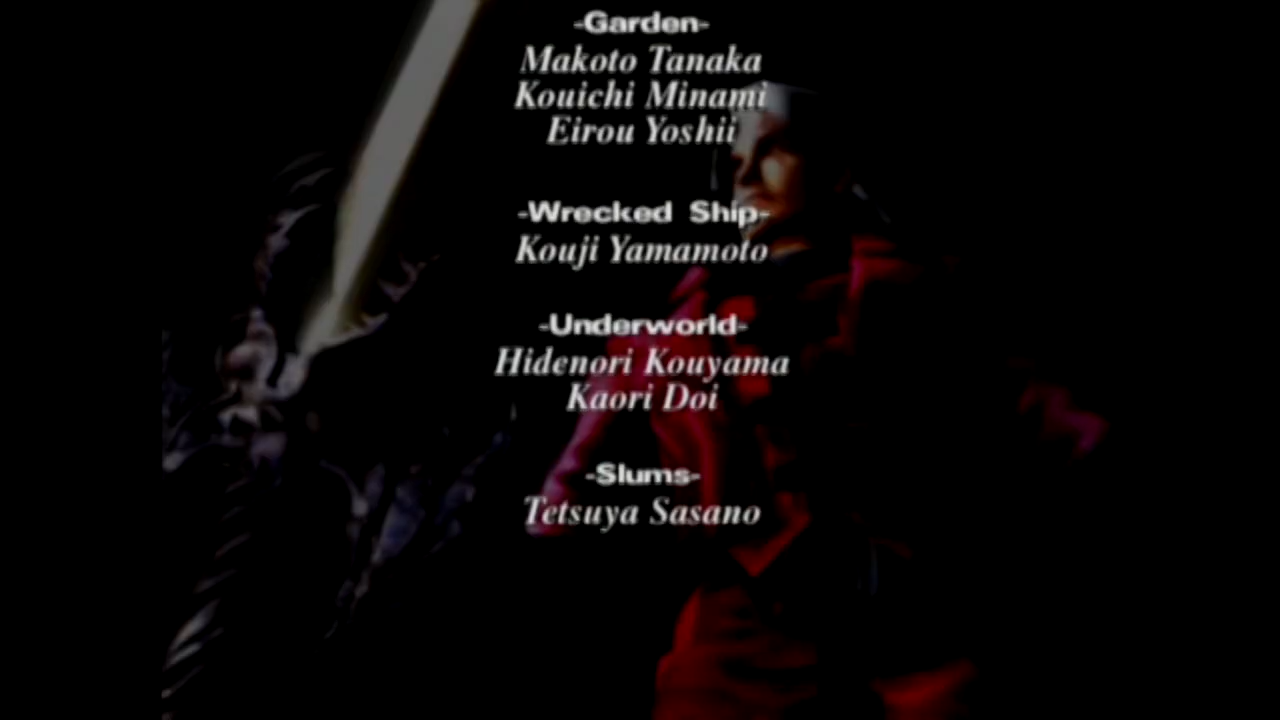 -Garden-
Makoto Tanaka
Kouichi Minami
Eirou Yoshii
-Wrecked Ship-
Kouji Yamamoto
-Underworld-
Hidenori Kouyama
Kaori Doi
-Slums-
Tetsuya Sasano